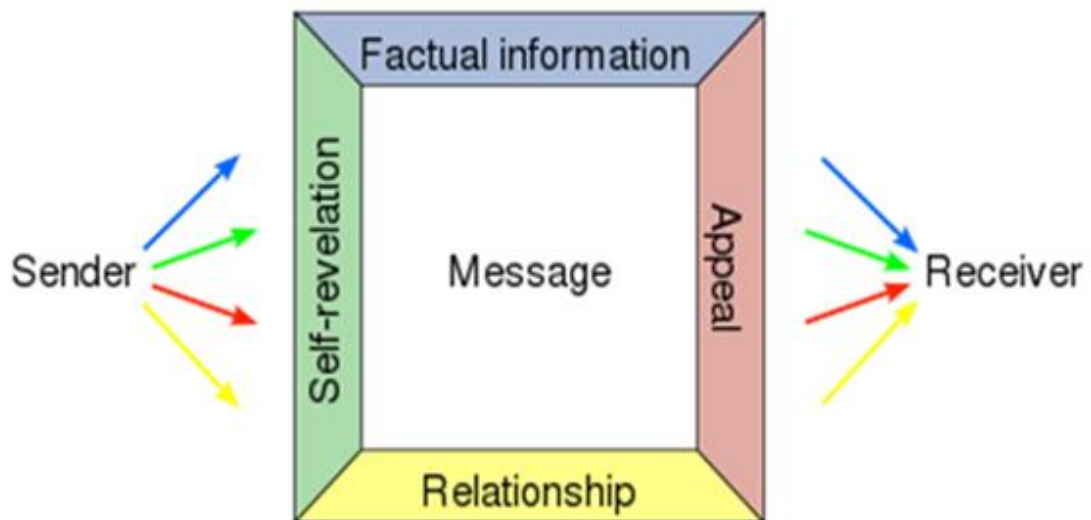 Factual information
Self-revelation
Sender
Message
Appeal
Receiver
Relationship